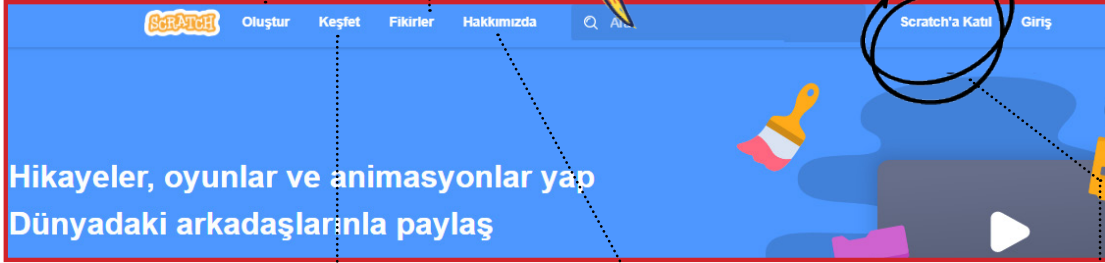 SCRATCH Oluştur Keşfet Fikirler Hakkımızda Scratch'a Katıl Giriş
Hikayeler, oyunlar ve animasyonlar yap
Dünyadaki arkadaşlarınla paylaş